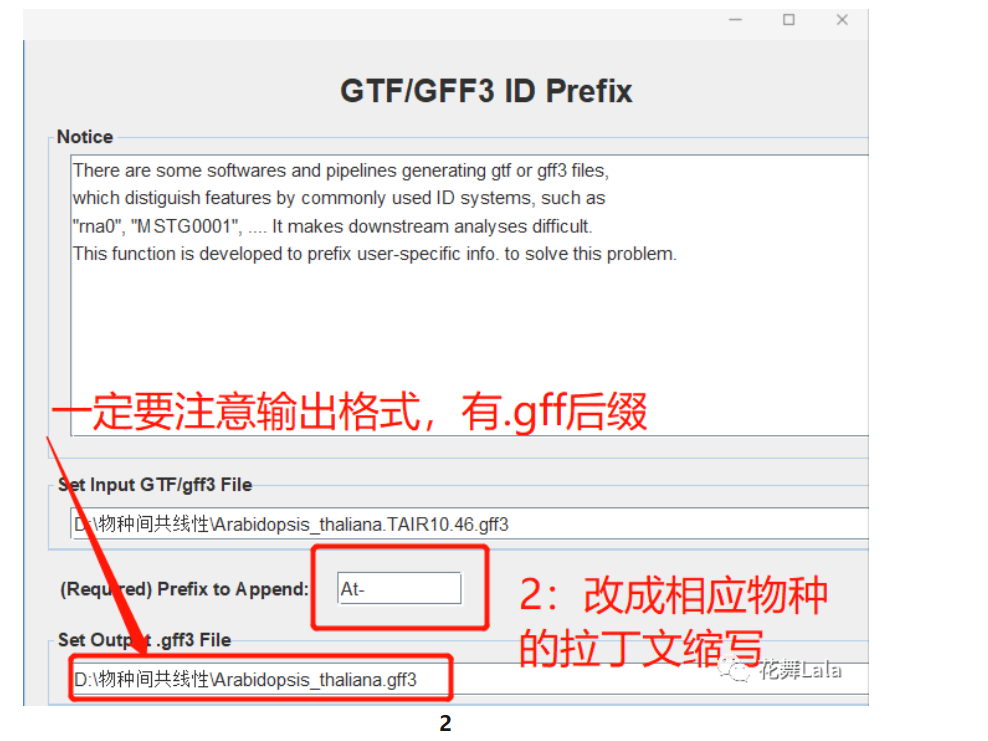 GTF/GFF3 ID Prefix
Notice
There are some softwares and pipelines generating gtf or gff3 files,
which distiguish features by commonly used ID systems, such as
"rna0", "MSTG0001", .... It makes downstream analyses difficult.
This function is developed to prefix user-specific info. to solve this problem.
一定要注意输出格式，有.gff后缀
Set Input GTF/gff3 File
D:\物种间共线性\Arabidopsis_thaliana.TAIR10.46.gff3
(Required) Prefix to Append:
At-
2：改成相应物种
的拉丁文缩写
Set Output .gff3 File
D:\物种间共线性\Arabidopsis_thaliana.gff3
花舞Lala
2